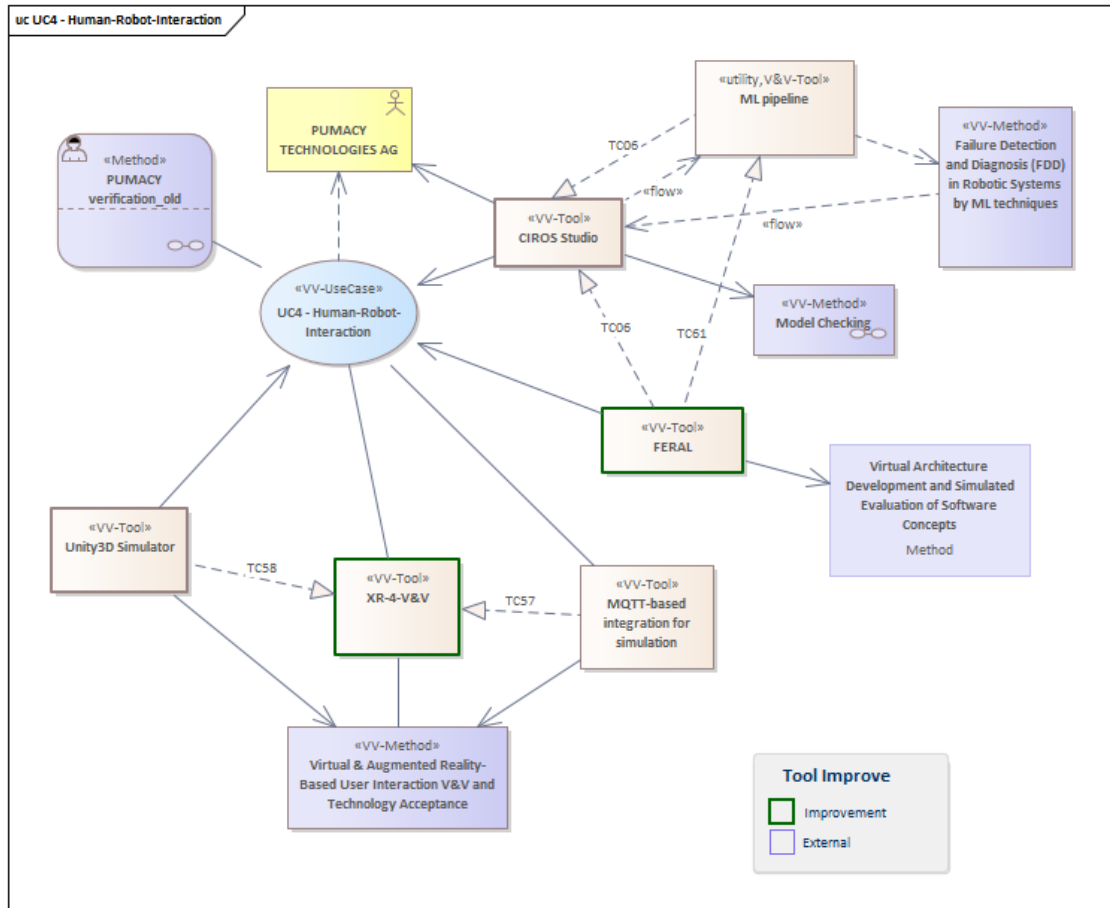 uc UC4 - Human-Robot-Interaction
«utility,V&V-Tool»
ML pipeline
PUMACY
TECHNOLOGIES AG
«VV-Method»
Failure Detection
and Diagnosis (FDD)
in Robotic Systems
by ML techniques
«Method»
PUMACY
verification_old
TC06
«flow»
«VV-Tool»
CIROS Studio
«flow»
«VV-UseCase»
UC4 - Human-Robot-
Interaction
«VV-Method»
Model Checking
TC06
TC61
«VV-Tool»
FERAL
Virtual Architecture
Development and Simulated
Evaluation of Software
Concepts
Method
«VV-Tool»
Unity3D Simulator
TC58
«VV-Tool»
XR-4-V&V
TC57
«VV-Tool»
MQTT-based
integration for
simulation
«VV-Method»
Virtual & Augmented Reality-
Based User Interaction V&V and
Technology Acceptance
Tool Improve
Improvement
External